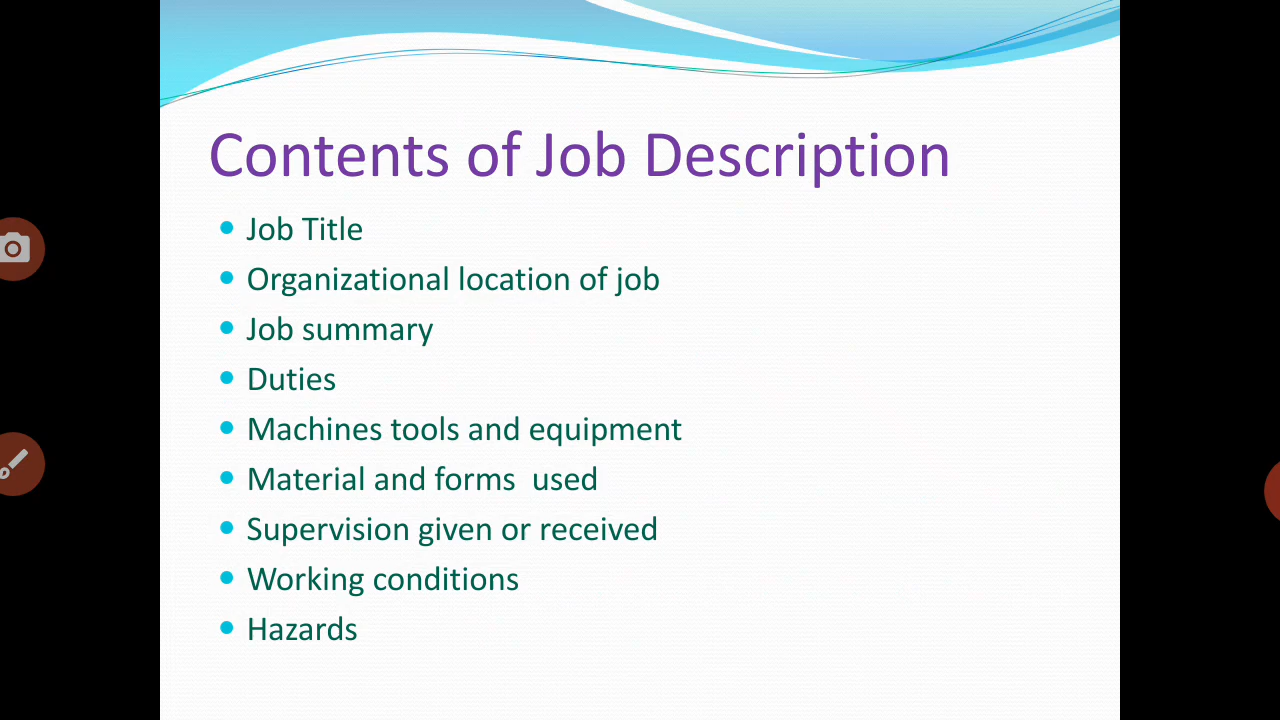 Contents of Job Description
Job Title
Organizational location of job
Job summary
Duties
Machines tools and equipment
Material and forms  used
Supervision given or received
Working conditions
Hazards